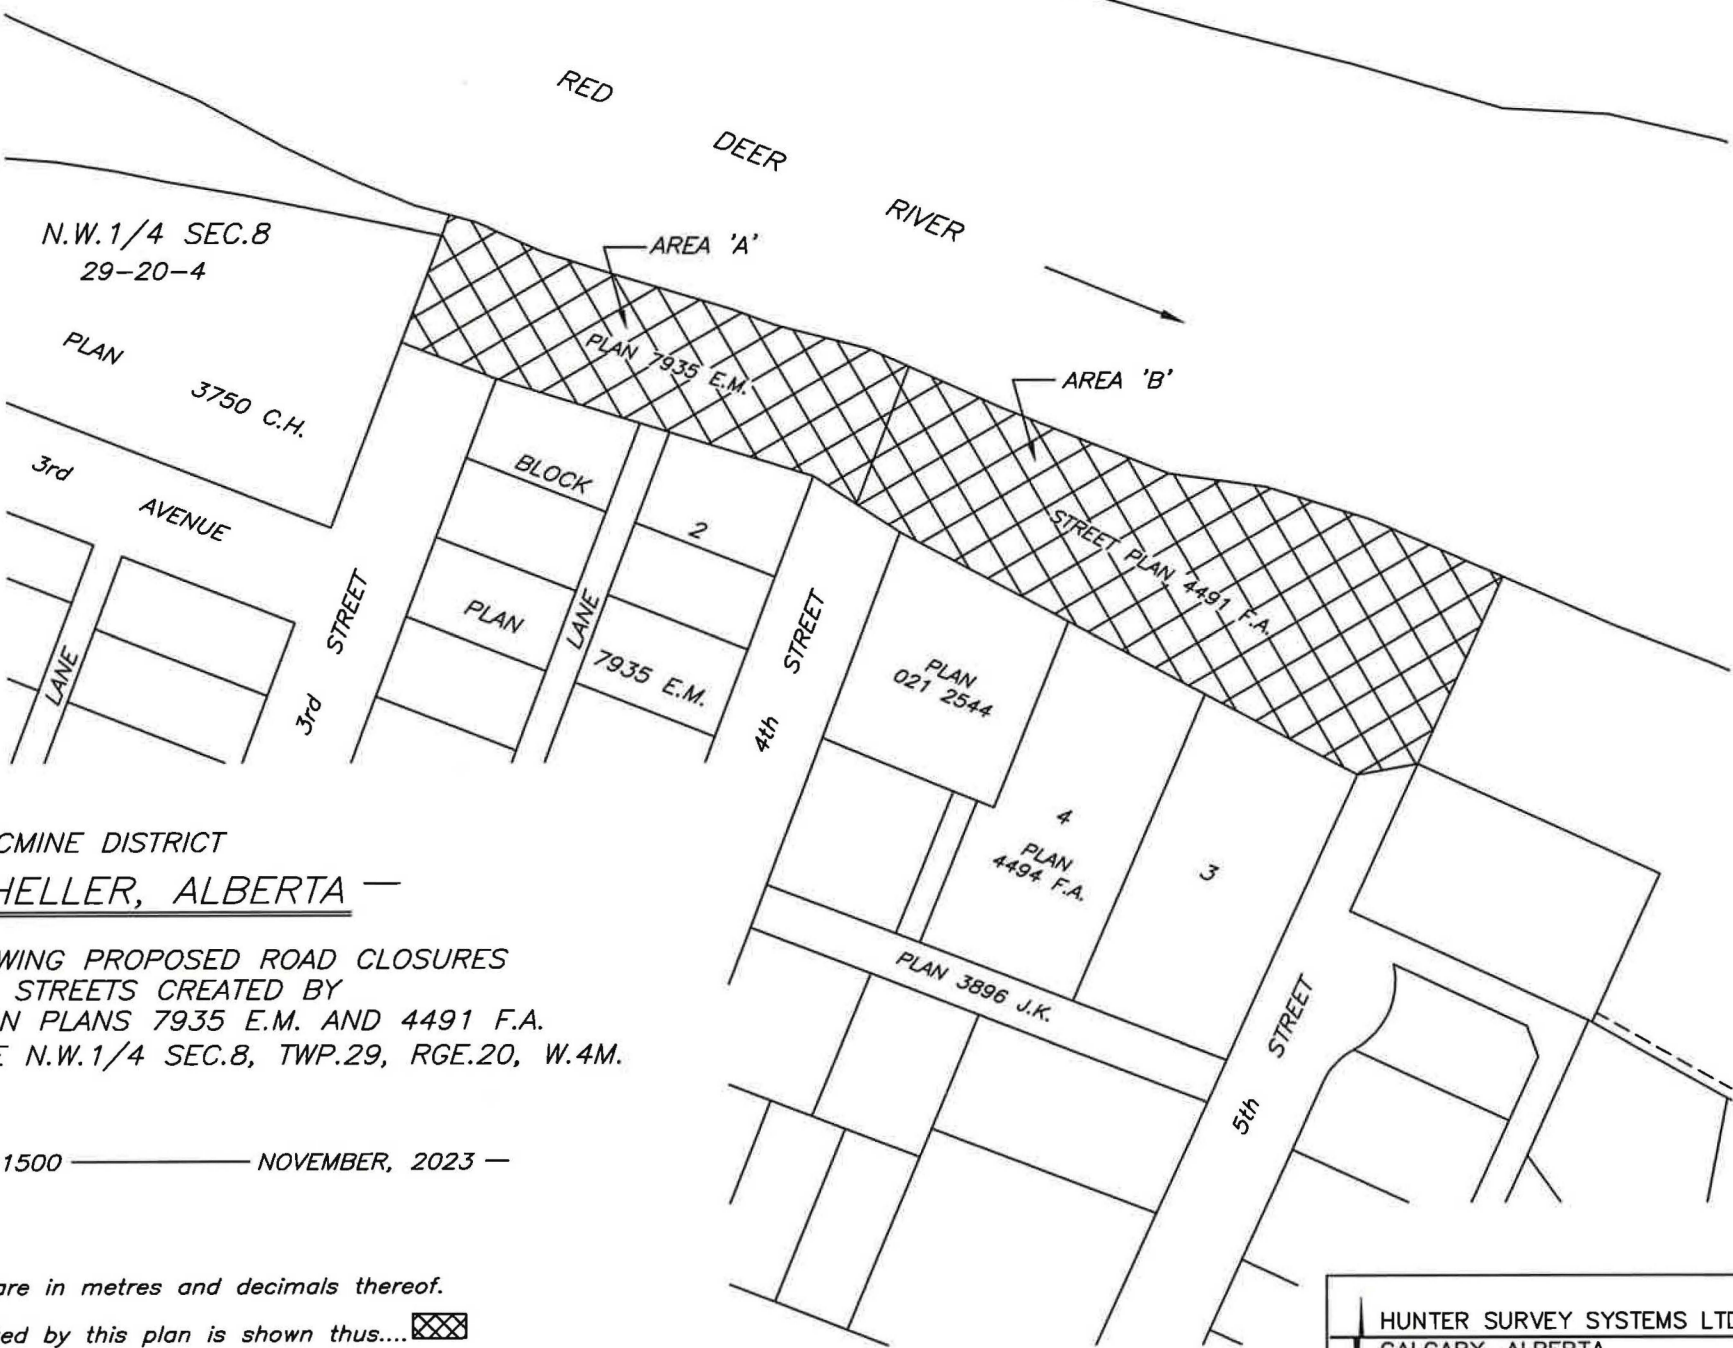 RED
DEER
RIVER
N.W.1/4 SEC.8
29-20-4
AREA 'A'
PLAN
3750 C.H.
PLAN 7935 E.M.
AREA 'B'
3rd
AVENUE
BLOCK
2
STREET PLAN 4491 F.A.
LANE
3rd
STREET
PLAN
LANE
7935 E.M.
4th
STREET
PLAN
021 2544
4
PLAN
4494 F.A.
3
PLAN 3896 J.K.
5th
STREET
CMINE DISTRICT
HELLER, ALBERTA —
WING PROPOSED ROAD CLOSURES
STREETS CREATED BY
N PLANS 7935 E.M. AND 4491 F.A.
E N.W.1/4 SEC.8, TWP.29, RGE.20, W.4M.
1500 — NOVEMBER, 2023 —
are in metres and decimals thereof.
ed by this plan is shown thus....
HUNTER SURVEY SYSTEMS LTD
CALGARY, ALBERTA